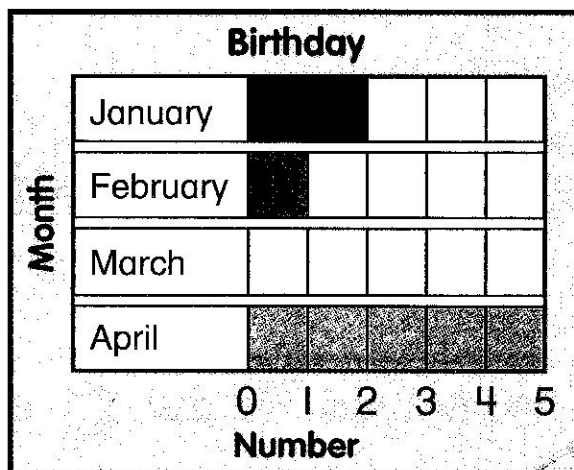 Birthday
January
February
March
April
Month
0 1 2 3 4 5
Number